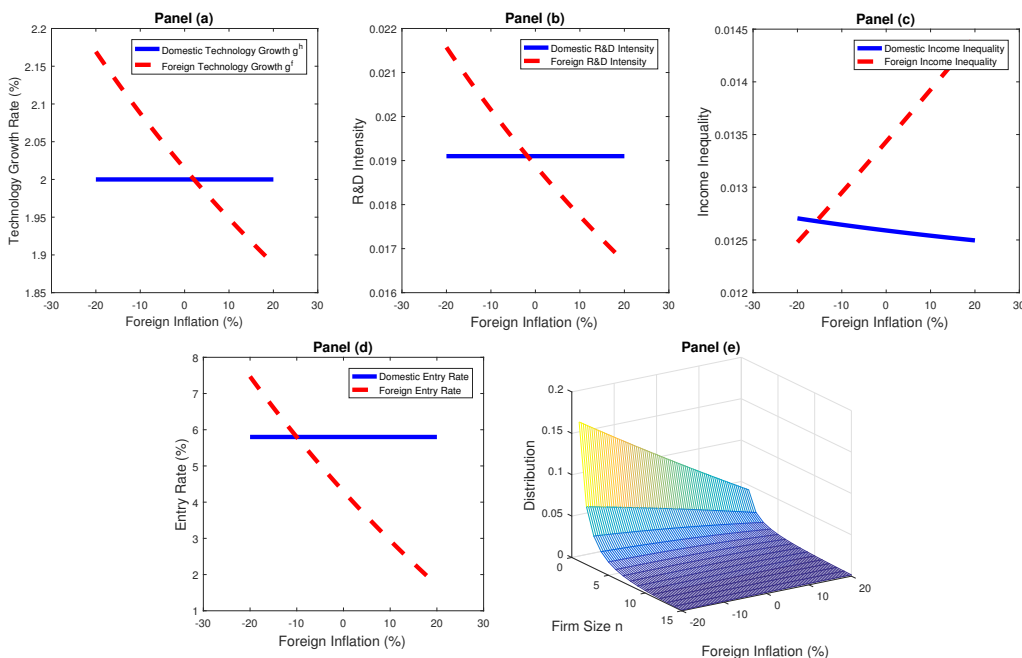 Panel (a)
2.2
2.15
2.1
2.05
2
1.95
1.9
1.85
Technology Growth Rate (%)
Domestic Technology Growth g^h
Foreign Technology Growth g^f
-30 -20 -10 0 10 20 30
Foreign Inflation (%)
Panel (b)
0.022
0.021
0.02
0.019
0.018
0.017
0.016
R&D Intensity
Domestic R&D Intensity
Foreign R&D Intensity
-30 -20 -10 0 10 20 30
Foreign Inflation (%)
Panel (c)
0.0145
0.014
0.0135
0.013
0.0125
0.012
Income Inequality
Domestic Income Inequality
Foreign Income Inequality
-30 -20 -10 0 10 20 30
Foreign Inflation (%)
Panel (d)
8
7
6
5
4
3
2
1
Entry Rate (%)
Domestic Entry Rate
Foreign Entry Rate
-30 -20 -10 0 10 20 30
Foreign Inflation (%)
Panel (e)
0.2
0.15
0.1
0.05
0
Distribution
0
5
10
15
Firm Size n
-20
-10
0
10
20
Foreign Inflation (%)